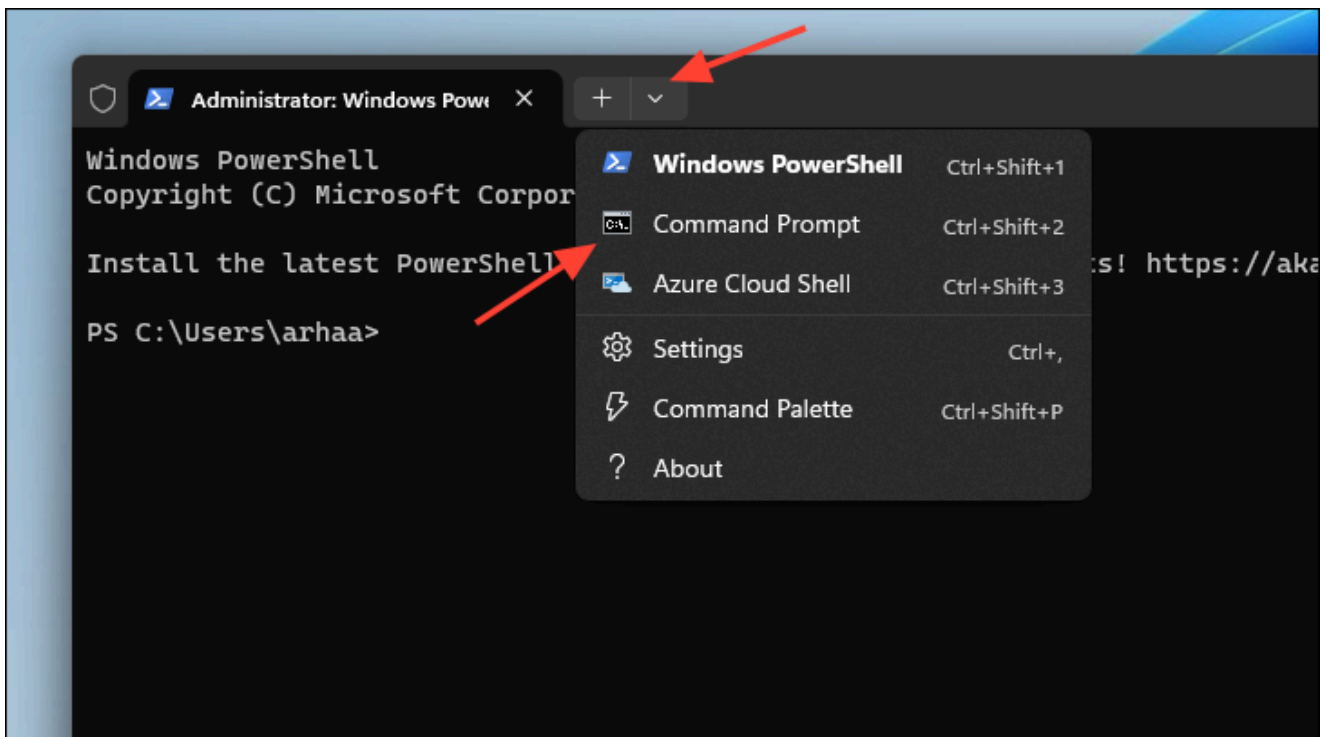 Administrator: Windows Powe
Windows PowerShell
Copyright (C) Microsoft Corpor
Install the latest PowerShell
s! https://aka
PS C:\Users\arhaa>
Windows PowerShell Ctrl+Shift+1
Command Prompt Ctrl+Shift+2
Azure Cloud Shell Ctrl+Shift+3
Settings Ctrl+,
Command Palette Ctrl+Shift+P
About